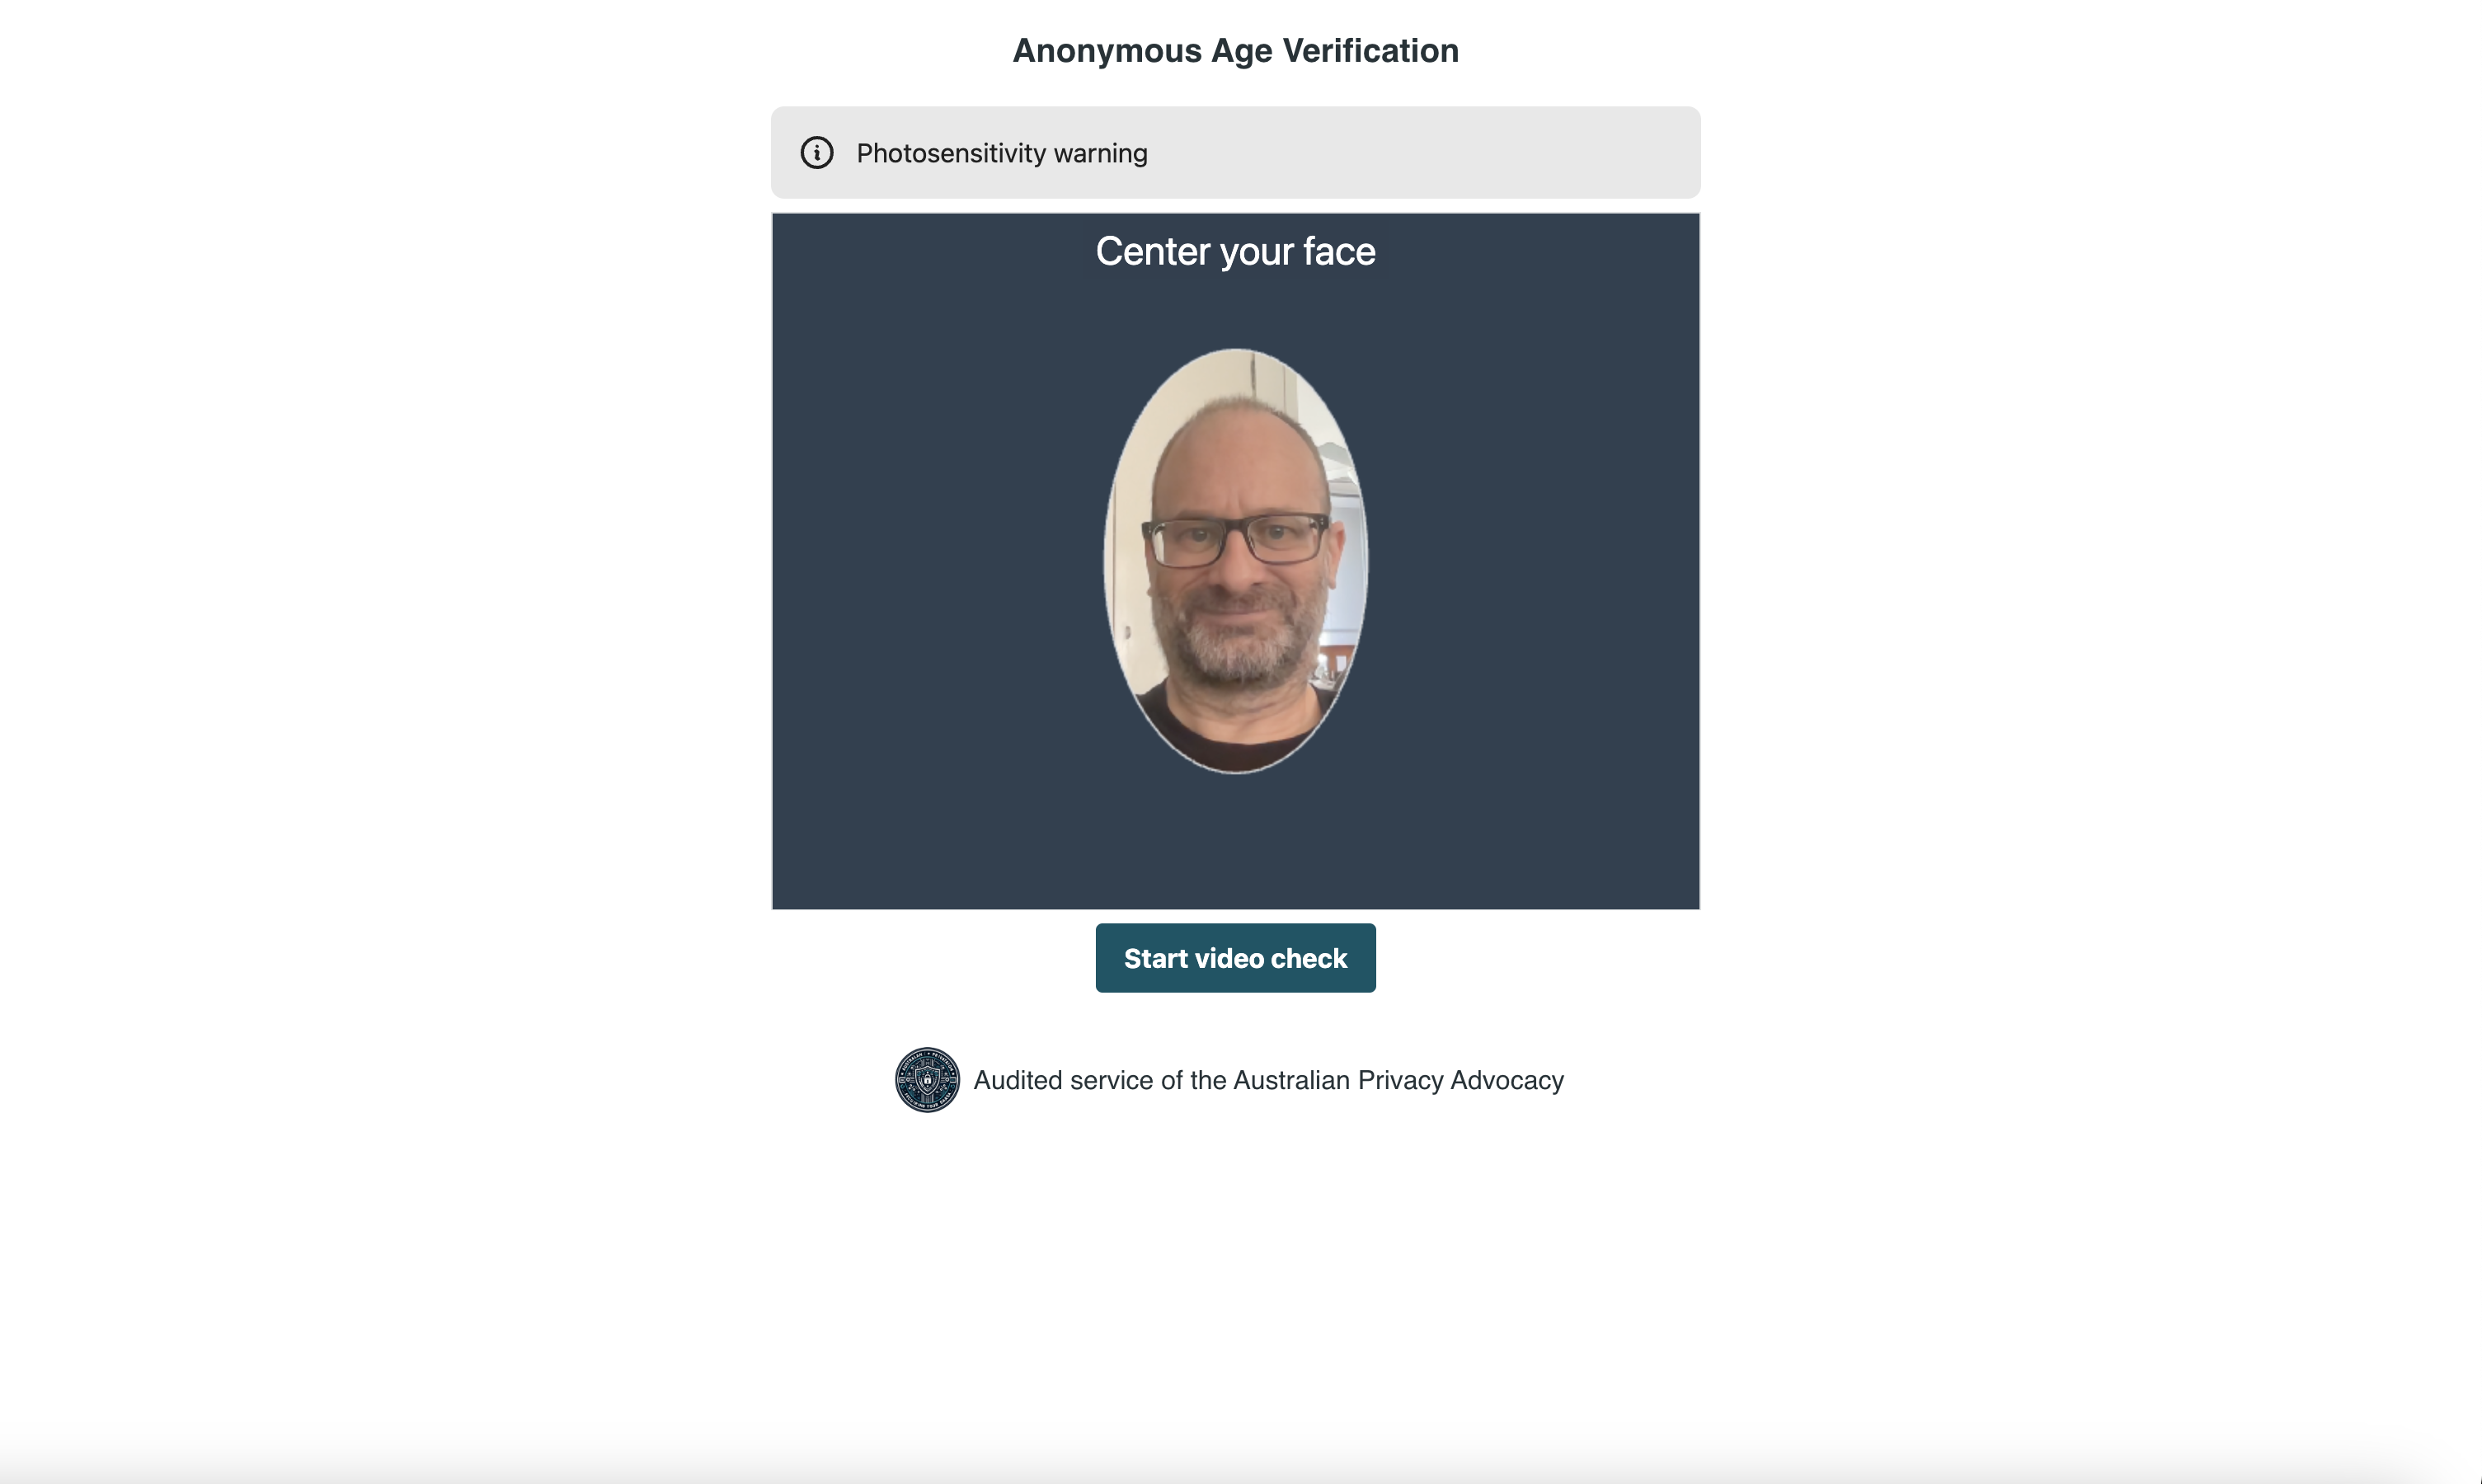 Anonymous Age Verification
Photosensitivity warning
Center your face
Start video check
Audited service of the Australian Privacy Advocacy